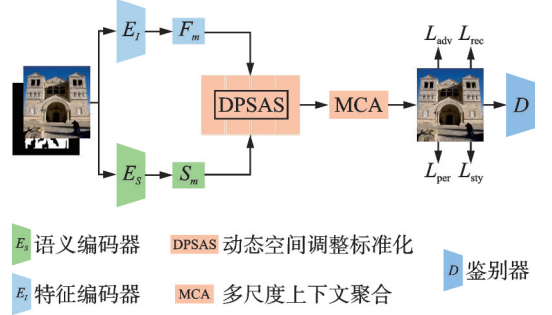 E_I F_m
L_adv L_rec
DPSAS MCA D
E_S S_m
L_per L_sty
E_S 语义编码器 DPSAS 动态空间调整标准化
D 鉴别器
E_I 特征编码器 MCA 多尺度上下文聚合